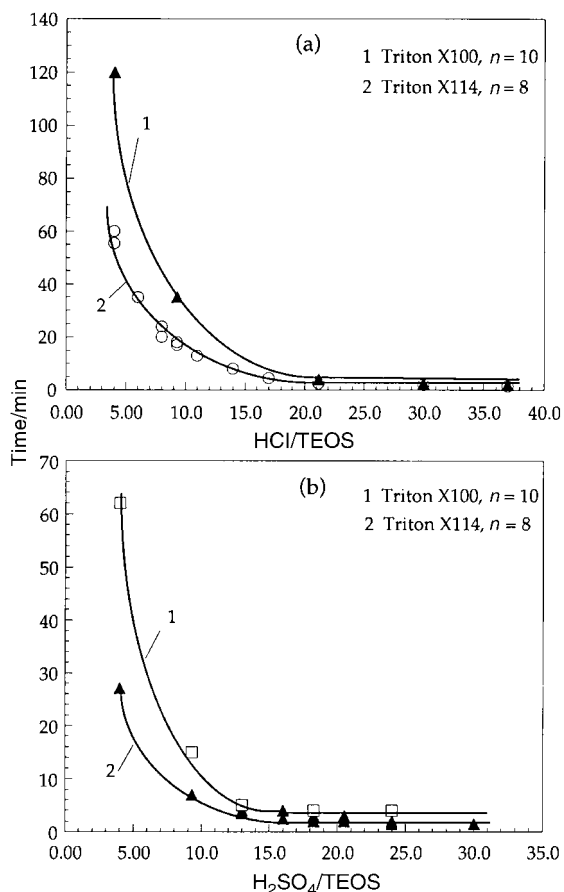 (a)
1 Triton X100, n = 10
2 Triton X114, n = 8
140
120
100
80
60
40
20
0
1
2
0.00 5.00 10.0 15.0 20.0 25.0 30.0 35.0 40.0
HCl/TEOS
Time/min
(b)
1 Triton X100, n = 10
2 Triton X114, n = 8
70
60
50
40
30
20
10
0
1
2
0.00 5.00 10.0 15.0 20.0 25.0 30.0 35.0
H₂SO₄/TEOS